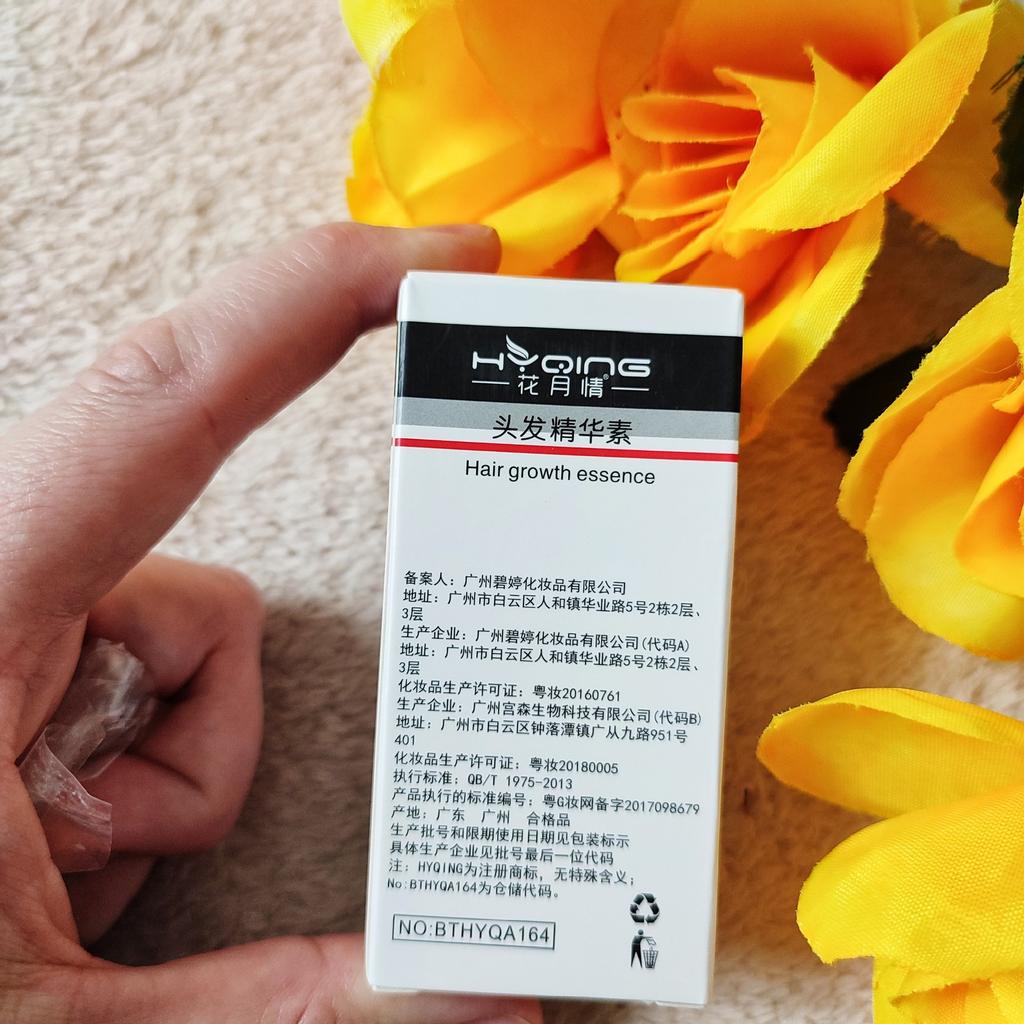 HYQING
花月情®
头发精华素
Hair growth essence
备案人：广州碧婷化妆品有限公司
地址：广州市白云区人和镇华业路5号2栋2层、
3层
生产企业：广州碧婷化妆品有限公司(代码A)
地址：广州市白云区人和镇华业路5号2栋2层、
3层
化妆品生产许可证：粤妆20160761
生产企业：广州宫森生物科技有限公司(代码B)
地址：广州市白云区钟落潭镇广从九路951号
401
化妆品生产许可证：粤妆20180005
执行标准：QB/T 1975-2013
产品执行的标准编号：粤G妆网备字2017098679
产地：广东 广州 合格品
生产批号和限期使用日期见包装标示
具体生产企业见批号最后一位代码
注：HYQING为注册商标，无特殊含义；
No:BTHYQA164为仓储代码。
NO:BTHYQA164